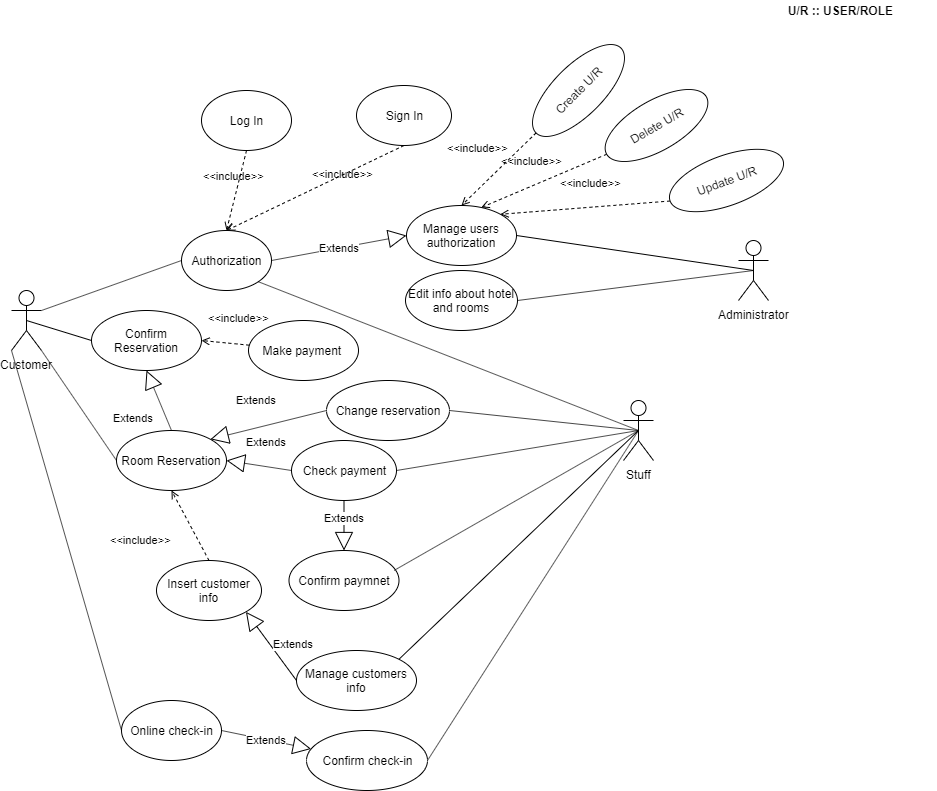 U/R :: USER/ROLE
Create U/R
Log In
Sign In
Delete U/R
<<include>>
<<include>>
Update U/R
<<include>>
<<include>>
<<include>>
Manage users
authorization
Extends
Authorization
Edit info about hotel
and rooms
Administrator
<<include>>
Confirm
Reservation
Make payment
Customer
Extends
Change reservation
Extends
Extends
Room Reservation
Check payment
Stuff
Extends
<<include>>
Insert customer
info
Confirm paymnet
Extends
Manage customers
info
Online check-in
Extends
Confirm check-in